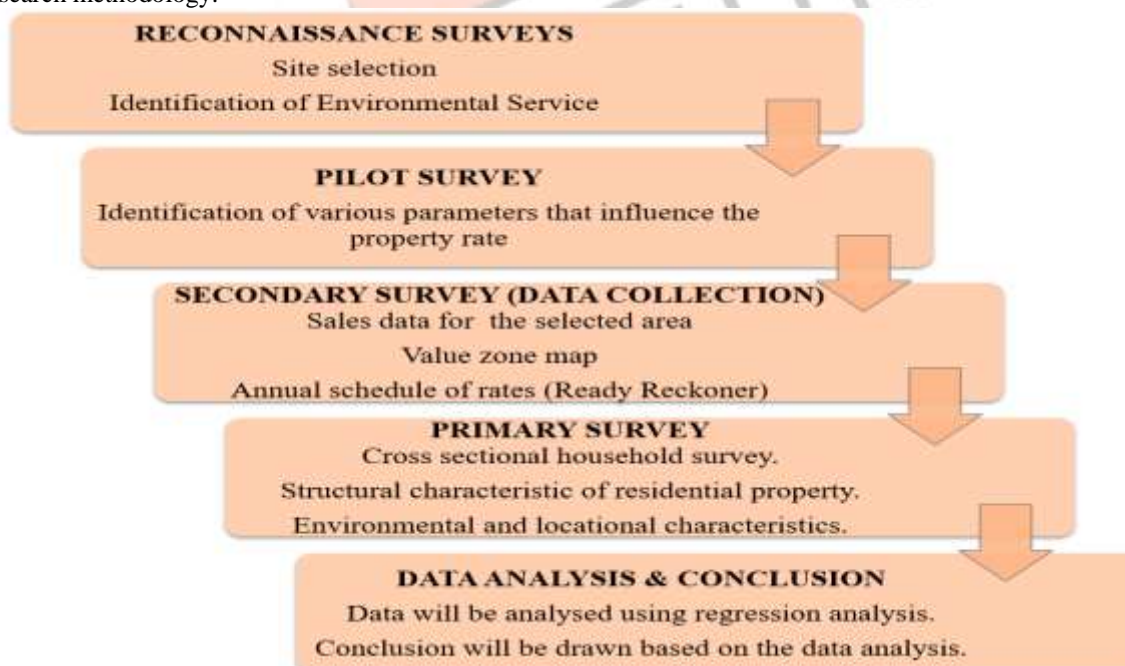 search methodology.
RECONNAISSANCE SURVEYS
Site selection
Identification of Environmental Service
PILOT SURVEY
Identification of various parameters that influence the
property rate
SECONDARY SURVEY (DATA COLLECTION)
Sales data for the selected area
Value zone map
Annual schedule of rates (Ready Reckoner)
PRIMARY SURVEY
Cross sectional household survey.
Structural characteristic of residential property.
Environmental and locational characteristics.
DATA ANALYSIS & CONCLUSION
Data will be analysed using regression analysis.
Conclusion will be drawn based on the data analysis.